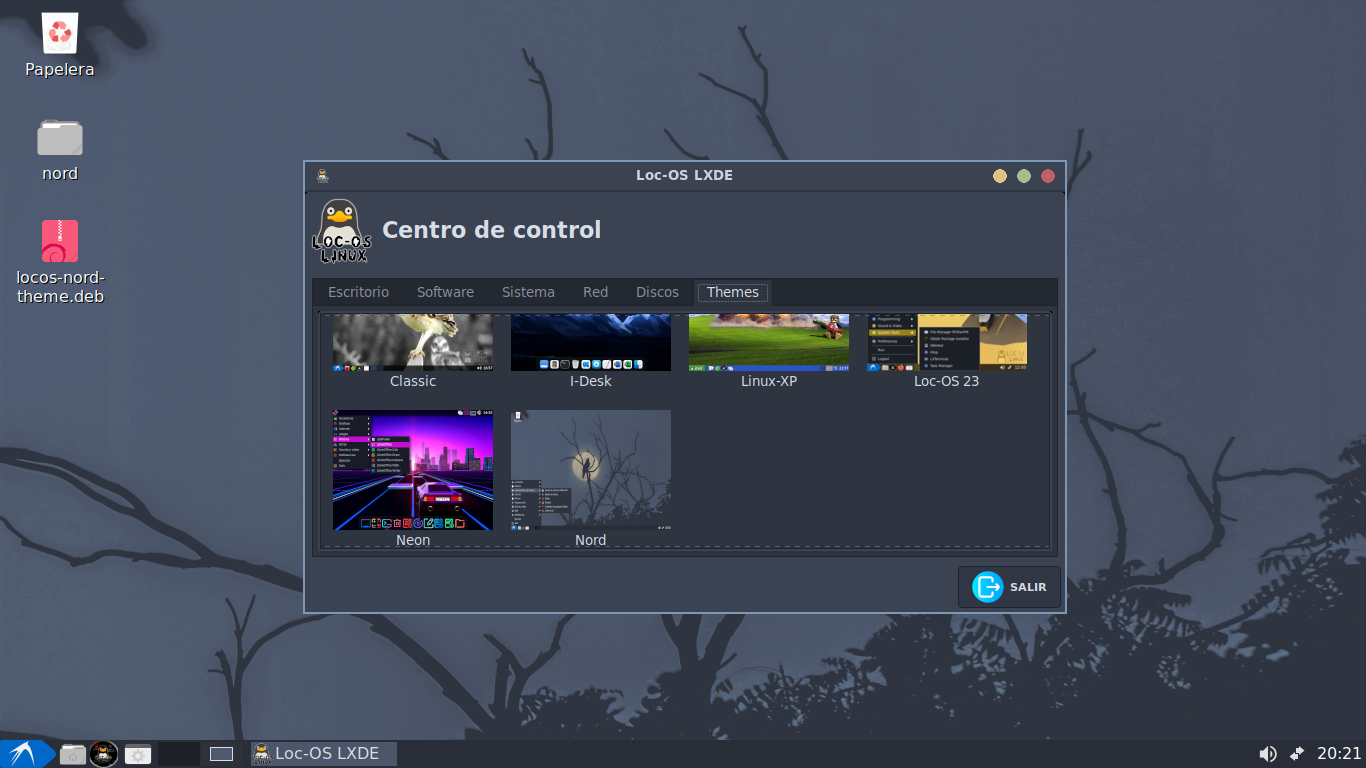 Papelera
nord
locos-nord-
theme.deb
Loc-OS LXDE
LOC-OS
LINUX
Centro de control
Escritorio
Software
Sistema
Red
Discos
Themes
Classic
I-Desk
Linux-XP
Loc-OS 23
Neon
Nord
SALIR
Loc-OS LXDE
20:21